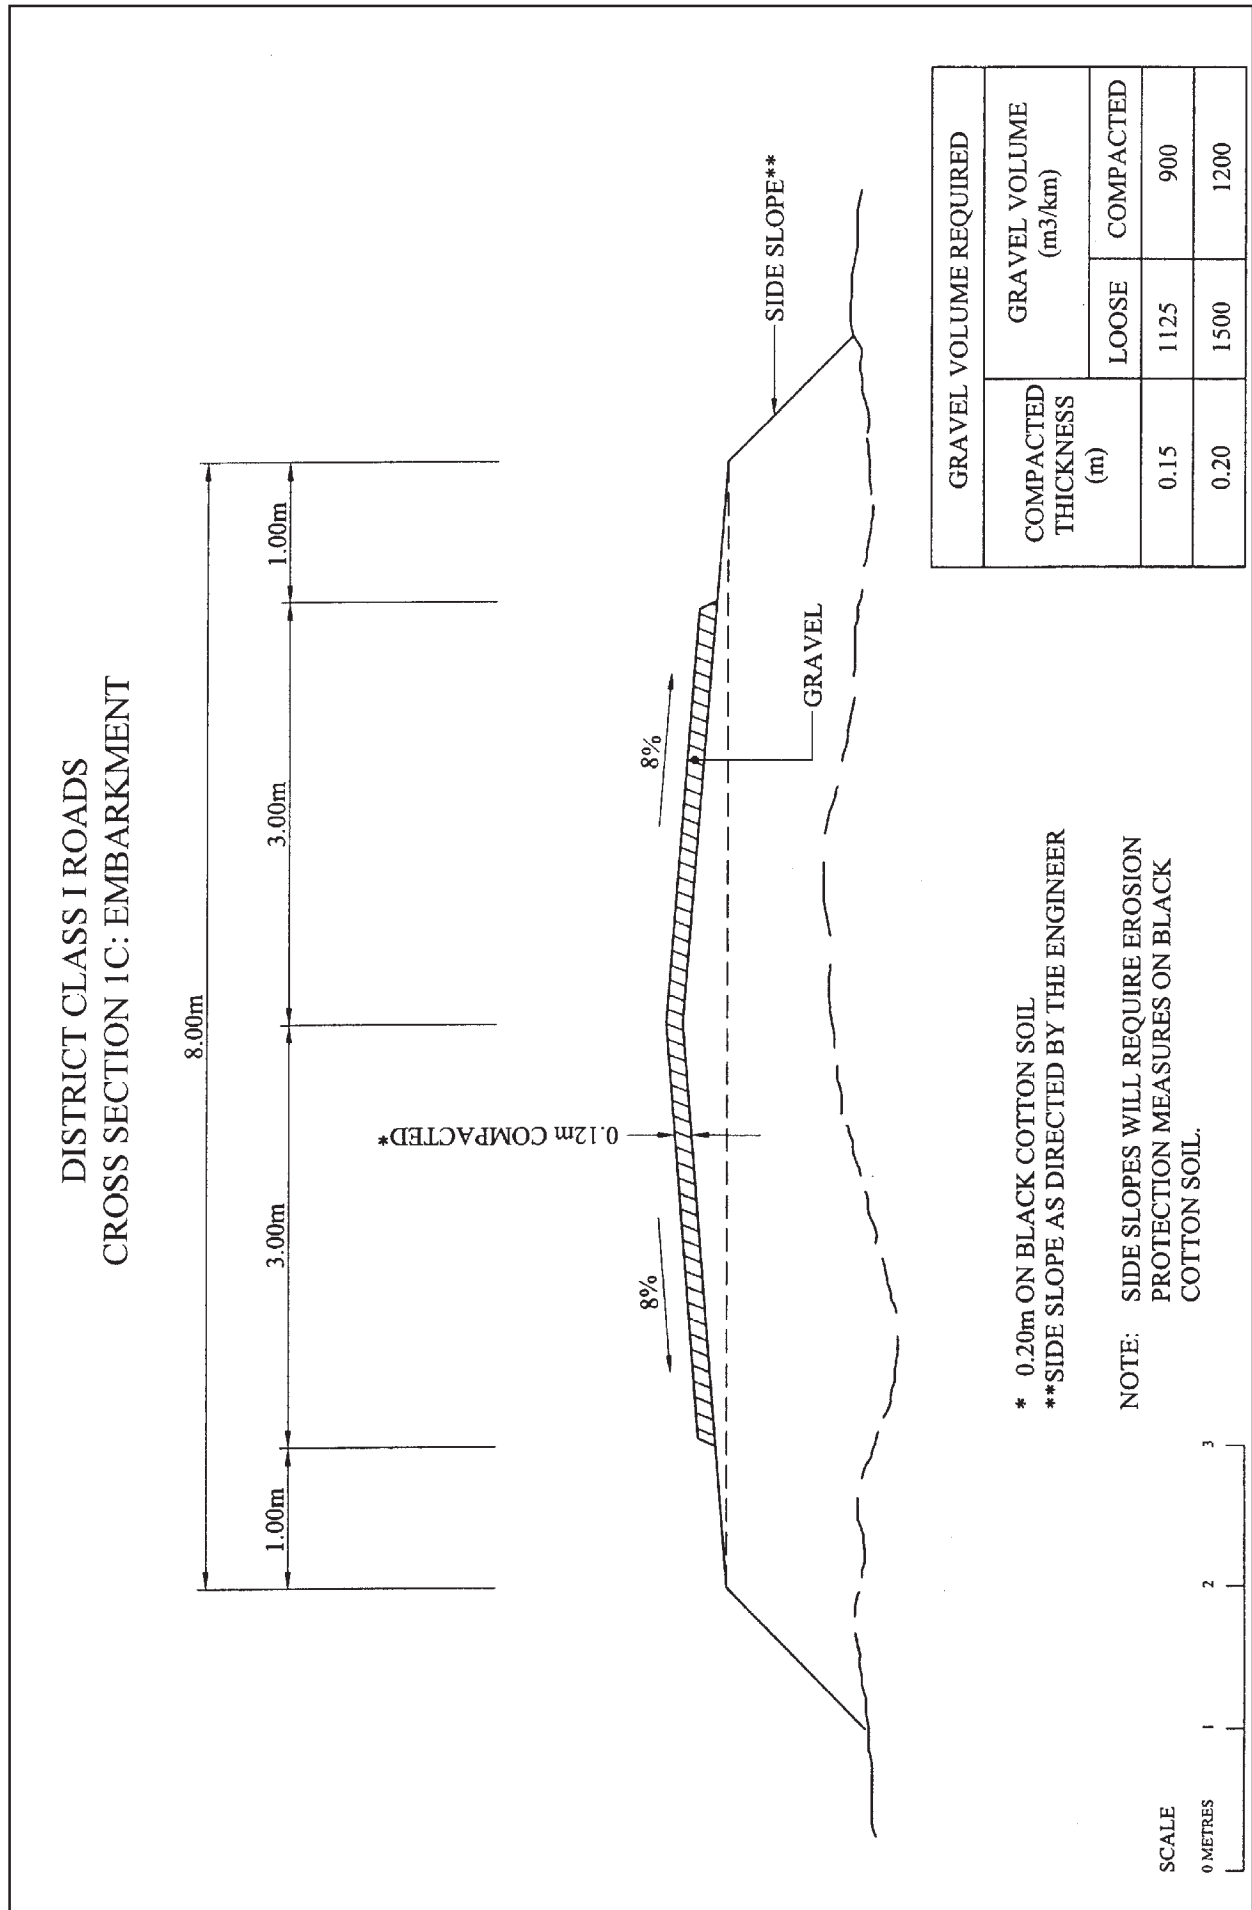 DISTRICT CLASS I ROADS
CROSS SECTION 1C: EMBARKMENT
8.00m
1.00m
3.00m
3.00m
1.00m
0.12m COMPACTED*
8%
8%
GRAVEL
SIDE SLOPE**
* 0.20m ON BLACK COTTON SOIL
**SIDE SLOPE AS DIRECTED BY THE ENGINEER
NOTE: SIDE SLOPES WILL REQUIRE EROSION
PROTECTION MEASURES ON BLACK
COTTON SOIL.
GRAVEL VOLUME REQUIRED
COMPACTED
THICKNESS
(m)
GRAVEL VOLUME
(m3/km)
LOOSE COMPACTED
0.15 1125 900
0.20 1500 1200
SCALE
0 METRES 1 2 3